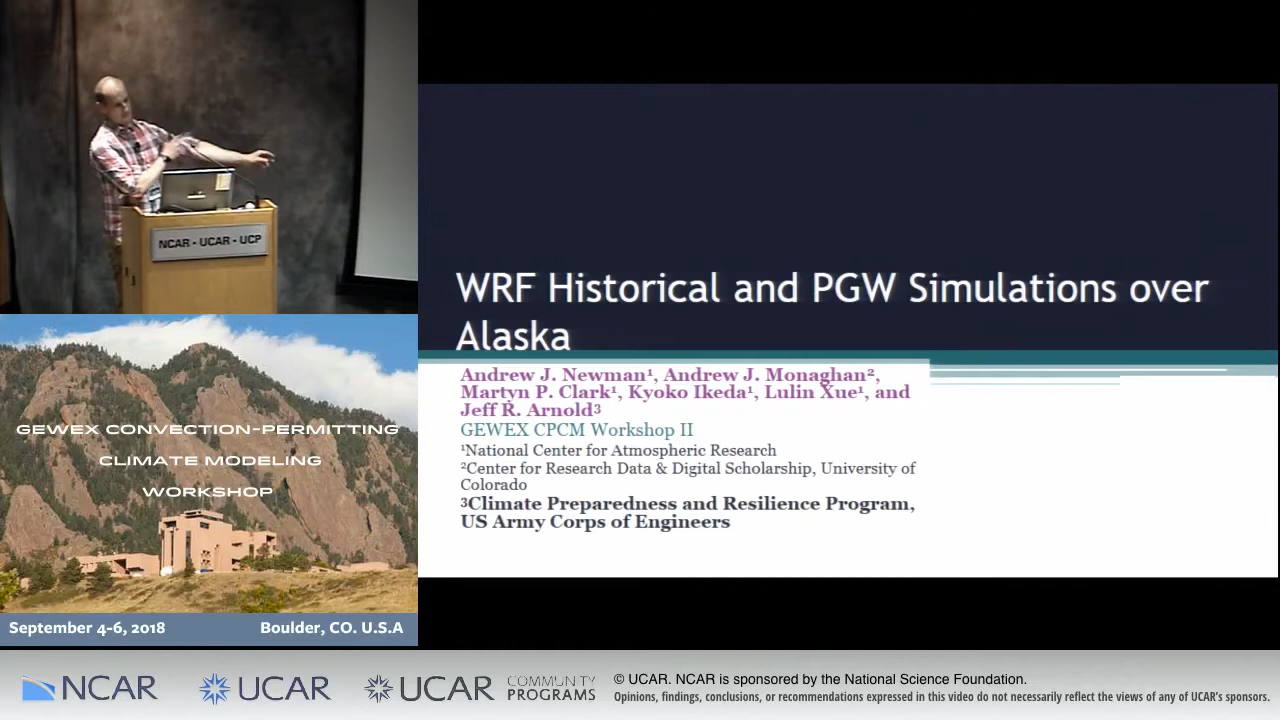 NCAR - UCAR - UCP
WRF Historical and PGW Simulations over
Alaska
Andrew J. Newman¹, Andrew J. Monaghan²,
Martyn P. Clark¹, Kyoko Ikeda¹, Lulin Xue¹, and
Jeff R. Arnold³
GEWEX CPCM Workshop II
¹National Center for Atmospheric Research
²Center for Research Data & Digital Scholarship, University of
Colorado
³Climate Preparedness and Resilience Program,
US Army Corps of Engineers
GEWEX CONVECTION-PERMITTING
CLIMATE MODELING
WORKSHOP
September 4-6, 2018
Boulder, CO. U.S.A
NCAR
UCAR
UCAR
COMMUNITY
PROGRAMS
© UCAR. NCAR is sponsored by the National Science Foundation.
Opinions, findings, conclusions, or recommendations expressed in this video do not necessarily reflect the views of any of UCAR's sponsors.